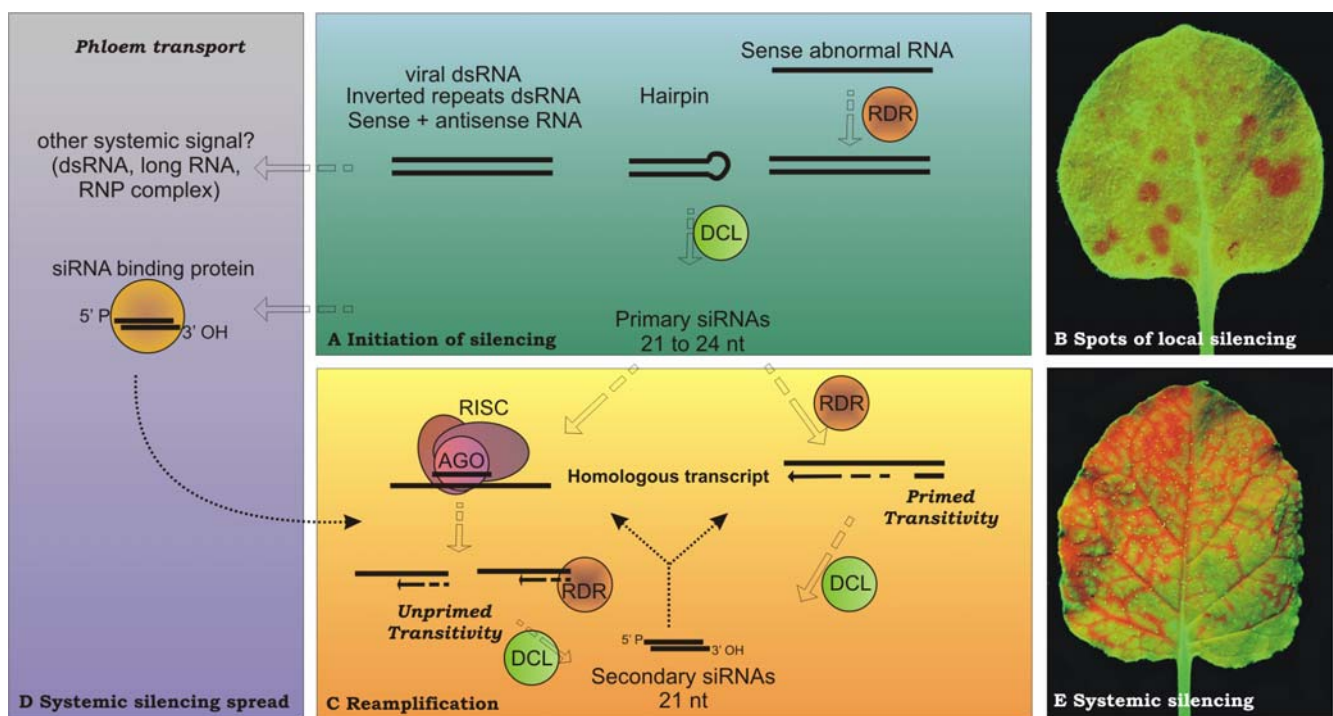 Phloem transport
other systemic signal?
(dsRNA, long RNA,
RNP complex)
siRNA binding protein
5' P
3' OH
D Systemic silencing spread
viral dsRNA
Inverted repeats dsRNA
Sense + antisense RNA
Hairpin
Sense abnormal RNA
RDR
DCL
Primary siRNAs
21 to 24 nt
A Initiation of silencing
B Spots of local silencing
RISC
AGO
Homologous transcript
RDR
Primed
Transitivity
RDR
Unprimed
Transitivity
DCL
DCL
5' P
3' OH
Secondary siRNAs
21 nt
C Reamplification
E Systemic silencing